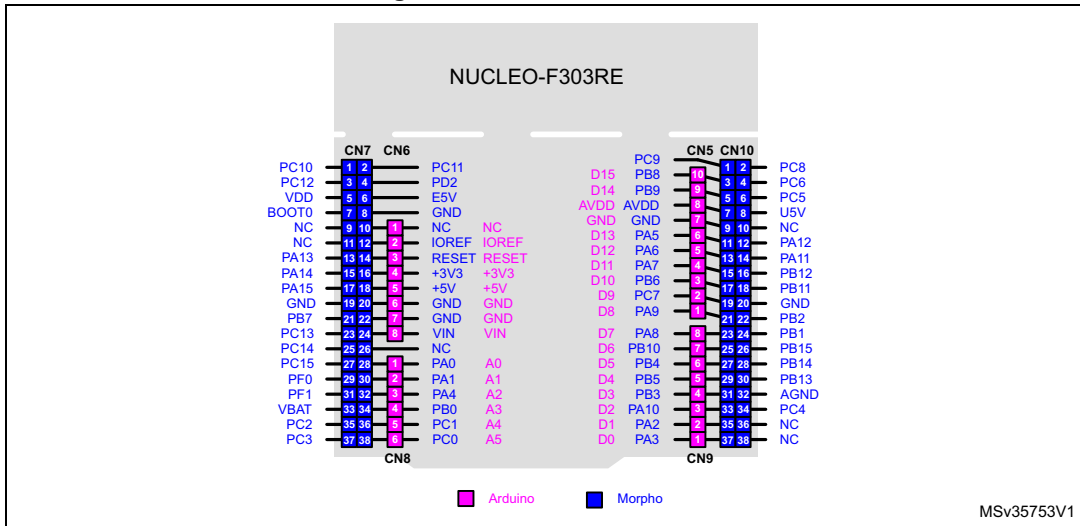 NUCLEO-F303RE
CN7 CN6 CN5 CN10
PC9
PC10 1 2 PC11 1 2 PC8
D15 PB8 10
PC12 3 4 PD2 3 4 PC6
D14 PB9 9
VDD 5 6 E5V 5 6 PC5
AVDD AVDD 8
BOOT0 7 8 GND 7 8 U5V
GND GND 7
NC 9 10 1 NC NC 9 10 NC
D13 PA5 6
NC 11 12 2 IOREF IOREF 11 12 PA12
D12 PA6 5
PA13 13 14 3 RESET RESET 13 14 PA11
D11 PA7 4
PA14 15 16 4 +3V3 +3V3 15 16 PB12
D10 PB6 3
PA15 17 18 5 +5V +5V 17 18 PB11
D9 PC7 2
GND 19 20 6 GND GND 19 20 GND
D8 PA9 1
PB7 21 22 7 GND GND 21 22 PB2
PC13 23 24 8 VIN VIN D7 PA8 8 23 24 PB1
PC14 25 26 NC D6 PB10 7 25 26 PB15
PC15 27 28 1 PA0 A0 D5 PB4 6 27 28 PB14
PF0 29 30 2 PA1 A1 D4 PB5 5 29 30 PB13
PF1 31 32 3 PA4 A2 D3 PB3 4 31 32 AGND
VBAT 33 34 4 PB0 A3 D2 PA10 3 33 34 PC4
PC2 35 36 5 PC1 A4 D1 PA2 2 35 36 NC
PC3 37 38 6 PC0 A5 D0 PA3 1 37 38 NC
CN8 CN9
Arduino Morpho
MSv35753V1